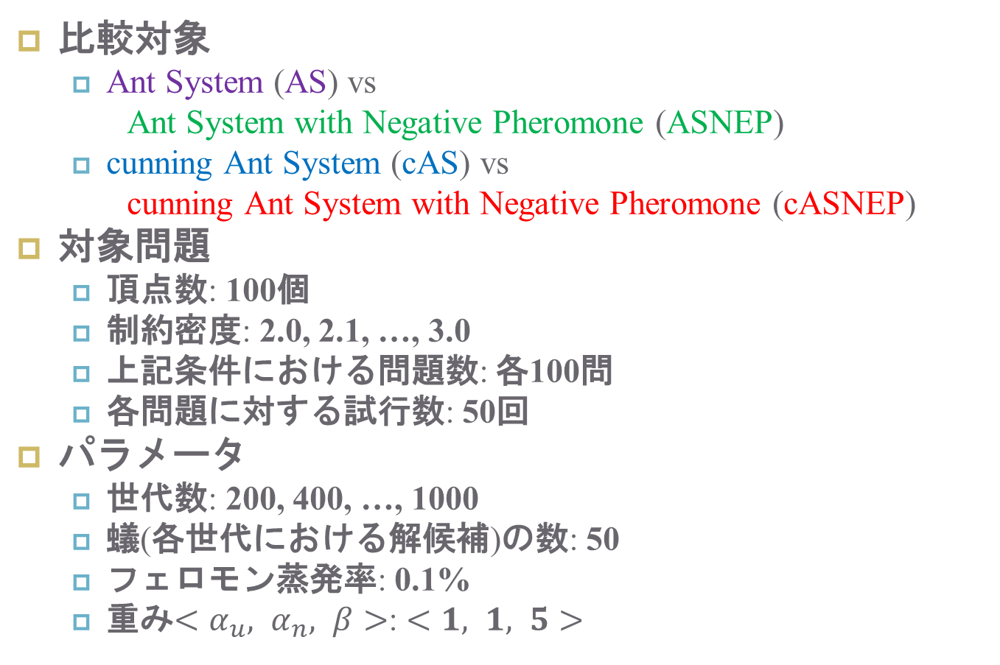 比較対象
Ant System (AS) vs
Ant System with Negative Pheromone (ASNEP)
cunning Ant System (cAS) vs
cunning Ant System with Negative Pheromone (cASNEP)
対象問題
頂点数: 100個
制約密度: 2.0, 2.1, …, 3.0
上記条件における問題数: 各100問
各問題に対する試行数: 50回
パラメータ
世代数: 200, 400, …, 1000
蟻(各世代における解候補)の数: 50
フェロモン蒸発率: 0.1%
重み< αᵤ, αₙ, β >: < 1, 1, 5 >